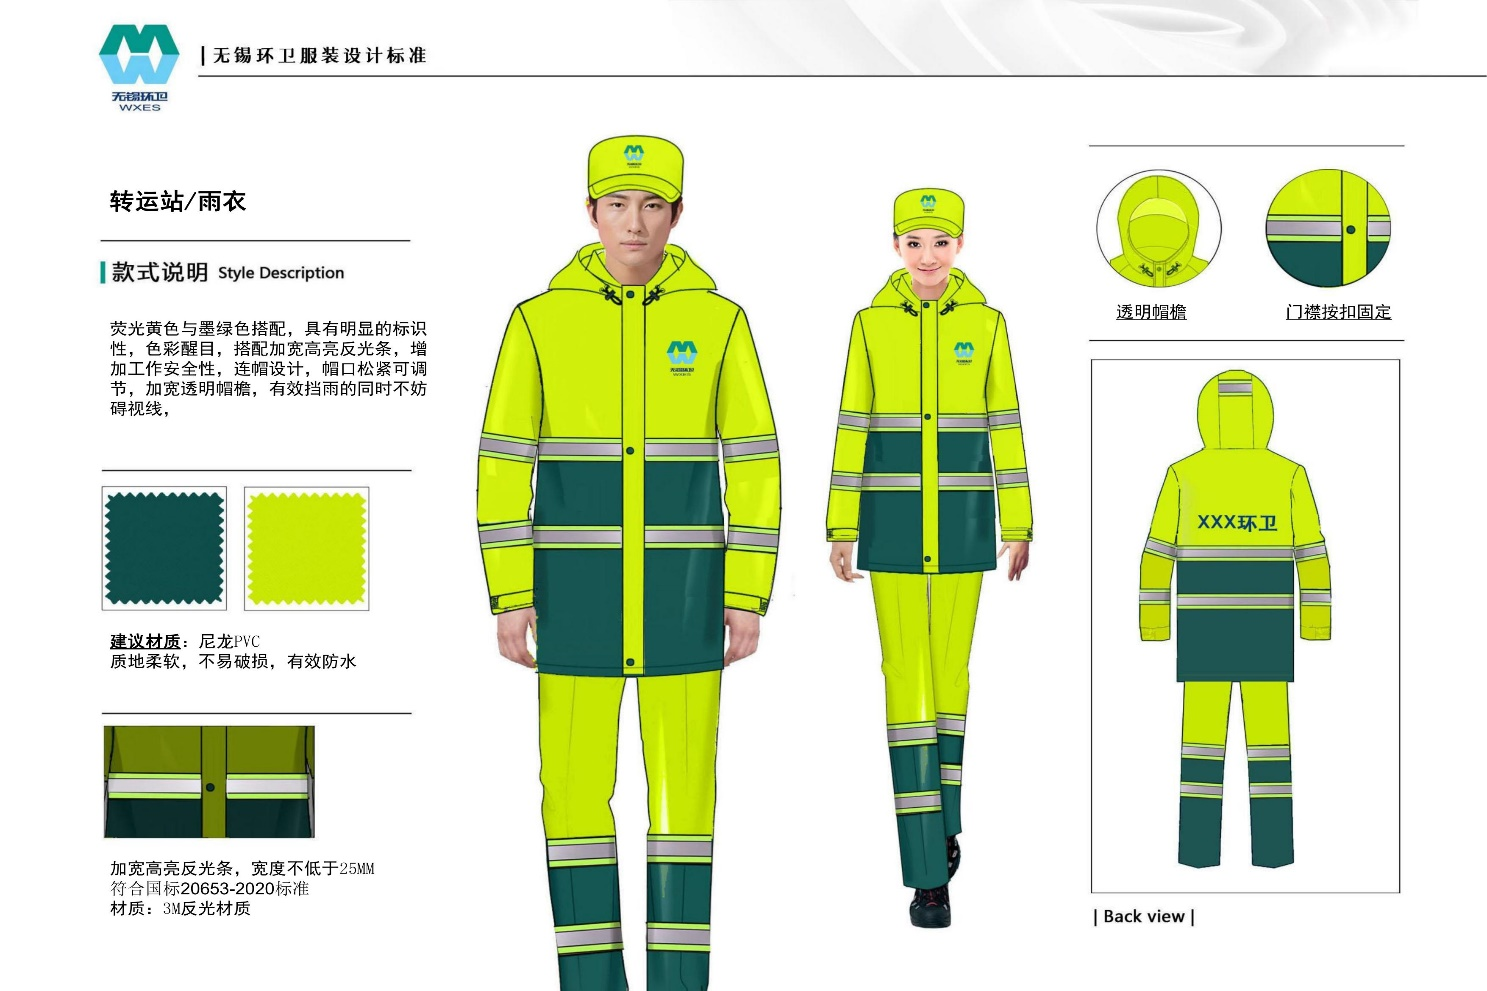 无锡环卫
WXES
|无锡环卫服装设计标准
转运站/雨衣
款式说明 Style Description
荧光黄色与墨绿色搭配，具有明显的标识
性，色彩醒目，搭配加宽高亮反光条，增
加工作安全性，连帽设计，帽口松紧可调
节，加宽透明帽檐，有效挡雨的同时不妨
碍视线，
建议材质：尼龙PVC
质地柔软，不易破损，有效防水
加宽高亮反光条，宽度不低于25MM
符合国标20653-2020标准
材质：3M反光材质
无锡环卫
WXES
透明帽檐
门襟按扣固定
XXX环卫
| Back view |